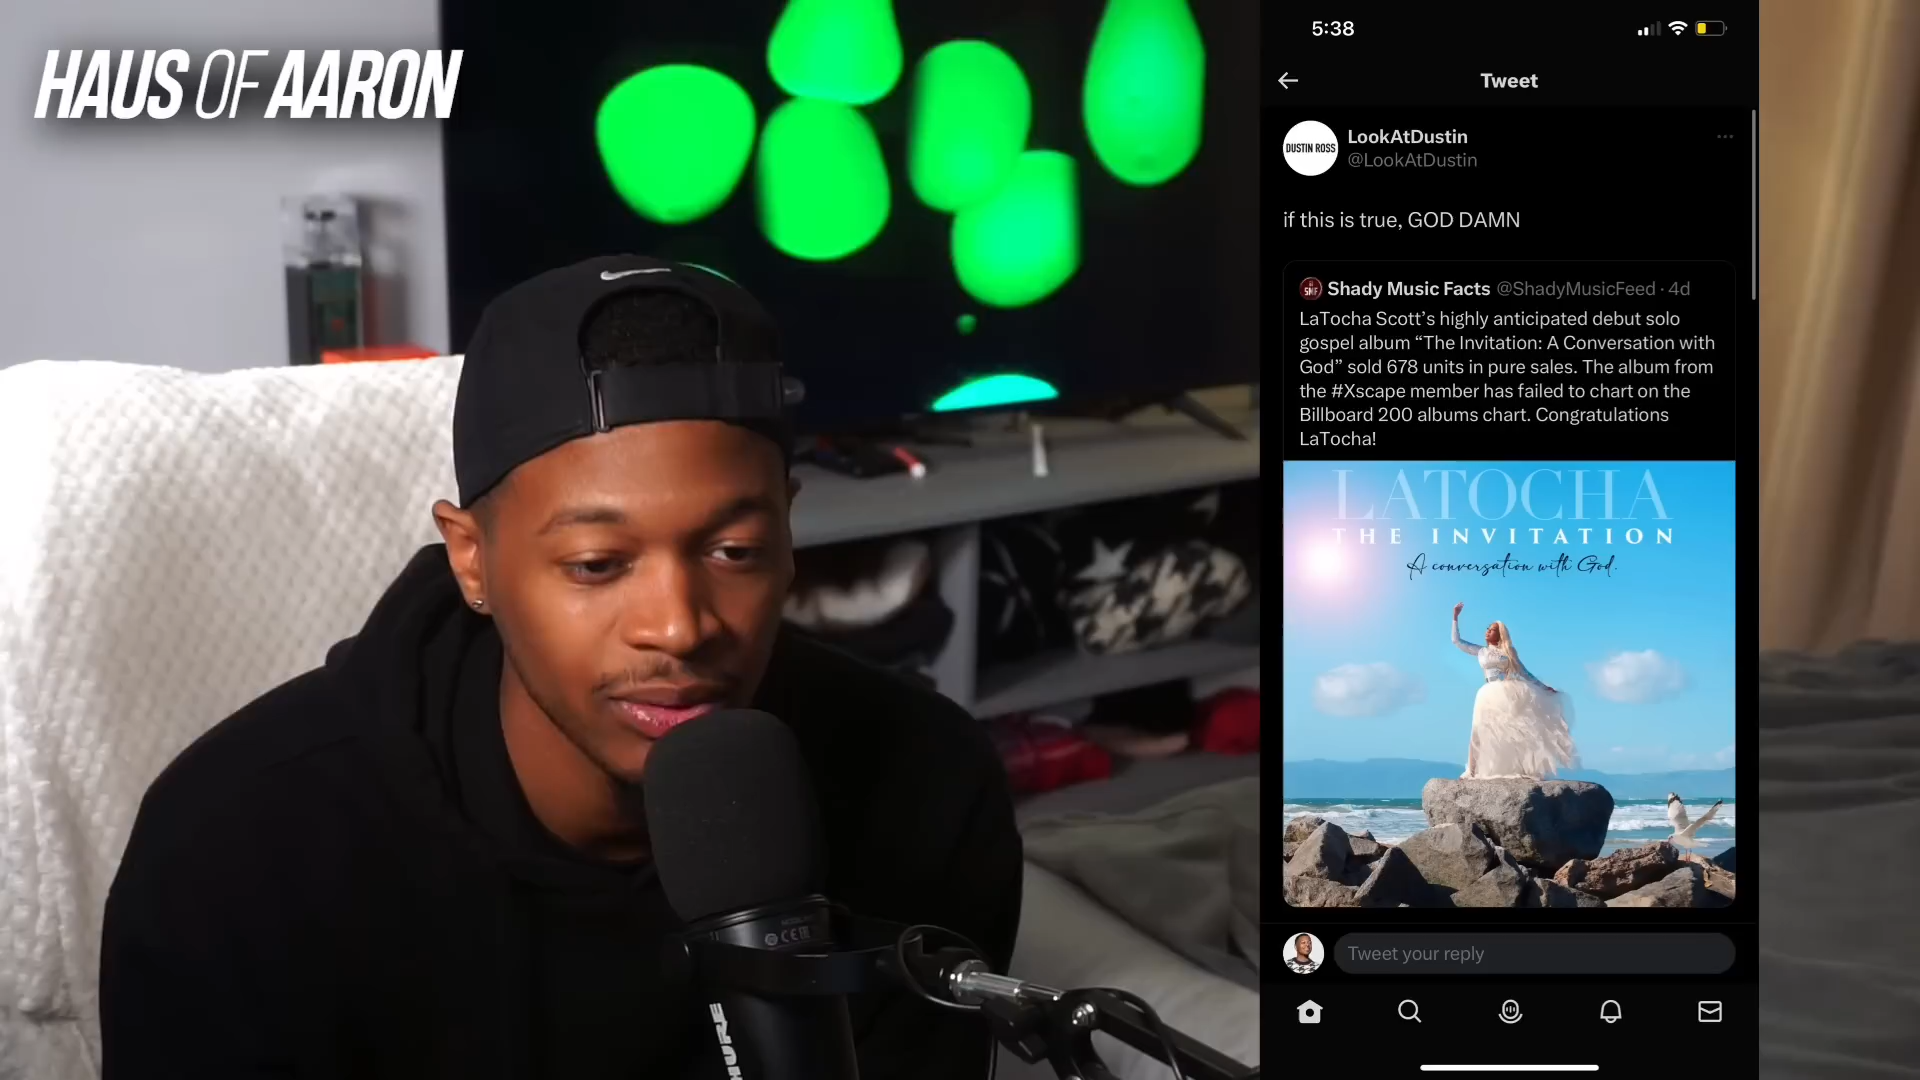 HAUS OF AARON
5:38
Tweet
DUSTIN ROSS
LookAtDustin
@LookAtDustin
if this is true, GOD DAMN
SMF
Shady Music Facts @ShadyMusicFeed · 4d
LaTocha Scott’s highly anticipated debut solo
gospel album “The Invitation: A Conversation with
God” sold 678 units in pure sales. The album from
the #Xscape member has failed to chart on the
Billboard 200 albums chart. Congratulations
LaTocha!
LATOCHA
THE INVITATION
A conversation with God.
Tweet your reply
SHURE